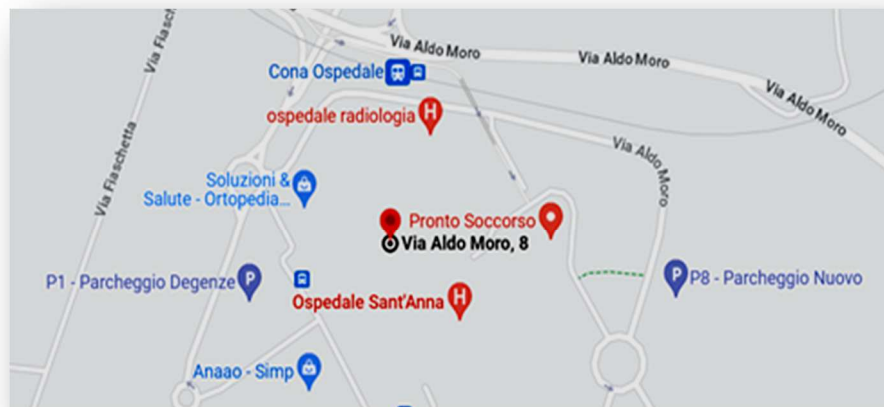 Via Fiaschetta
Via Aldo Moro
Via Aldo Moro
Cona Ospedale
Via Aldo Moro
ospedale radiologia
H
Via Aldo Moro
Soluzioni &
Salute - Ortopedia...
Via Fiaschetta
Pronto Soccorso
Via Aldo Moro, 8
P1 - Parcheggio Degenze
P
P
P8 - Parcheggio Nuovo
Ospedale Sant'Anna
H
Anaao - Simp